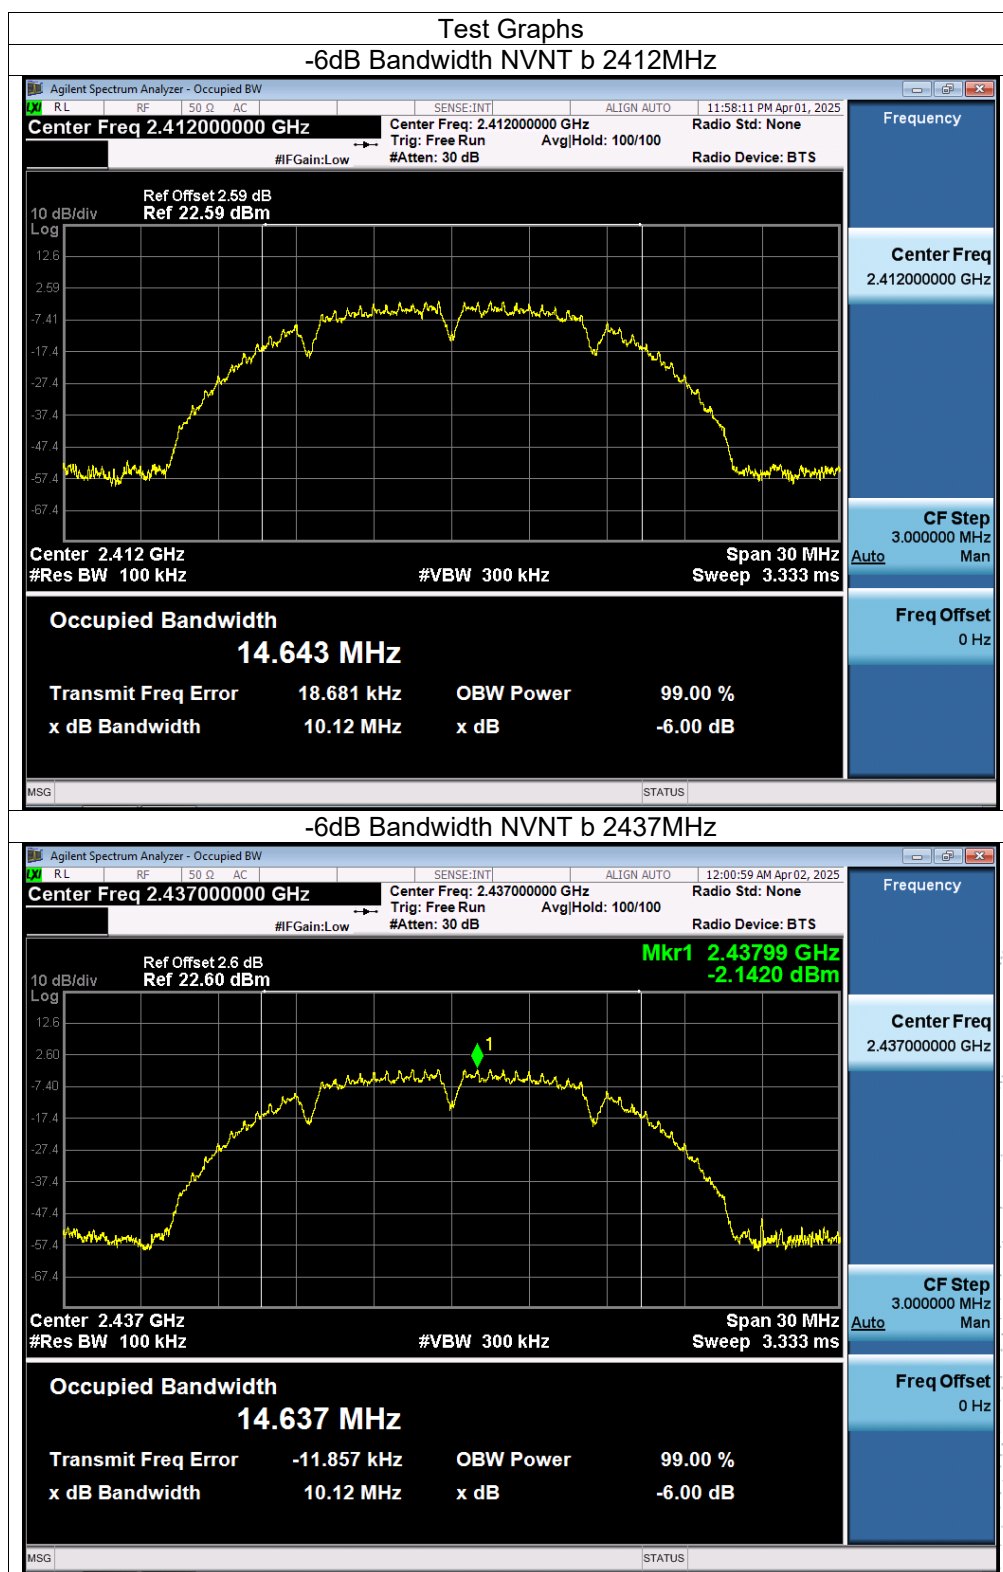 Test Graphs
-6dB Bandwidth NVNT b 2412MHz
Agilent Spectrum Analyzer - Occupied BW
LXI RL RF 50 Ω AC SENSE:INT ALIGN AUTO 11:58:11 PM Apr 01, 2025
Center Freq 2.412000000 GHz
Center Freq: 2.412000000 GHz
Radio Std: None
Trig: Free Run Avg|Hold: 100/100
#IFGain:Low #Atten: 30 dB Radio Device: BTS
Frequency
Ref Offset 2.59 dB
10 dB/div Ref 22.59 dBm
Log
12.6
2.59
-7.41
-17.4
-27.4
-37.4
-47.4
-57.4
-67.4
Center 2.412 GHz Span 30 MHz
#Res BW 100 kHz #VBW 300 kHz Sweep 3.333 ms
Center Freq
2.412000000 GHz
CF Step
3.000000 MHz
Auto Man
Freq Offset
0 Hz
Occupied Bandwidth
14.643 MHz
Transmit Freq Error 18.681 kHz OBW Power 99.00 %
x dB Bandwidth 10.12 MHz x dB -6.00 dB
MSG STATUS
-6dB Bandwidth NVNT b 2437MHz
Agilent Spectrum Analyzer - Occupied BW
LXI RL RF 50 Ω AC SENSE:INT ALIGN AUTO 12:00:59 AM Apr 02, 2025
Center Freq 2.437000000 GHz
Center Freq: 2.437000000 GHz
Radio Std: None
Trig: Free Run Avg|Hold: 100/100
#IFGain:Low #Atten: 30 dB Radio Device: BTS
Frequency
Mkr1 2.43799 GHz
-2.1420 dBm
Ref Offset 2.6 dB
10 dB/div Ref 22.60 dBm
Log
12.6
2.60
-7.40
-17.4
-27.4
-37.4
-47.4
-57.4
-67.4
1
Center 2.437 GHz Span 30 MHz
#Res BW 100 kHz #VBW 300 kHz Sweep 3.333 ms
Center Freq
2.437000000 GHz
CF Step
3.000000 MHz
Auto Man
Freq Offset
0 Hz
Occupied Bandwidth
14.637 MHz
Transmit Freq Error -11.857 kHz OBW Power 99.00 %
x dB Bandwidth 10.12 MHz x dB -6.00 dB
MSG STATUS